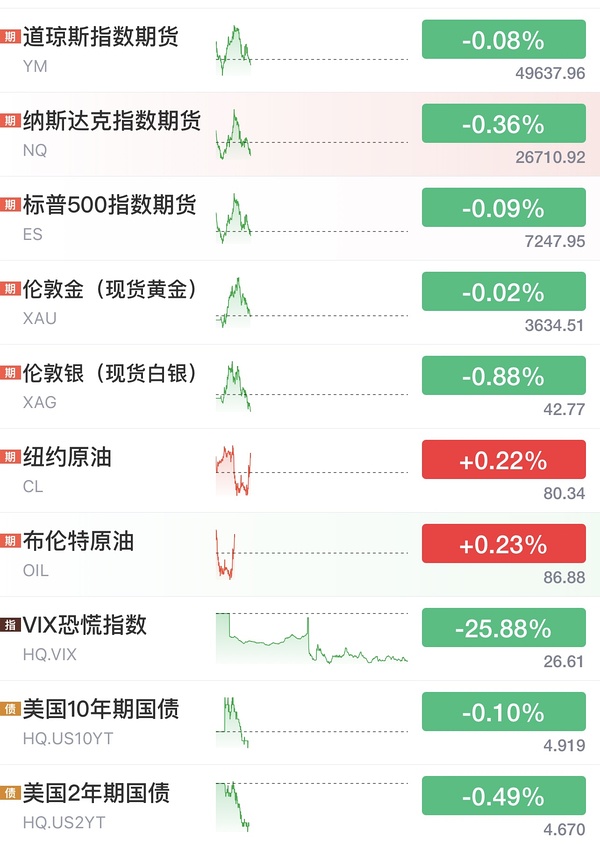 期 道琼斯指数期货 -0.08%
YM 49637.96
期 纳斯达克指数期货 -0.36%
NQ 26710.92
期 标普500指数期货 -0.09%
ES 7247.95
期 伦敦金（现货黄金） -0.02%
XAU 3634.51
期 伦敦银（现货白银） -0.88%
XAG 42.77
期 纽约原油 +0.22%
CL 80.34
期 布伦特原油 +0.23%
OIL 86.88
指 VIX恐慌指数 -25.88%
HQ.VIX 26.61
债 美国10年期国债 -0.10%
HQ.US10YT 4.919
债 美国2年期国债 -0.49%
HQ.US2YT 4.670